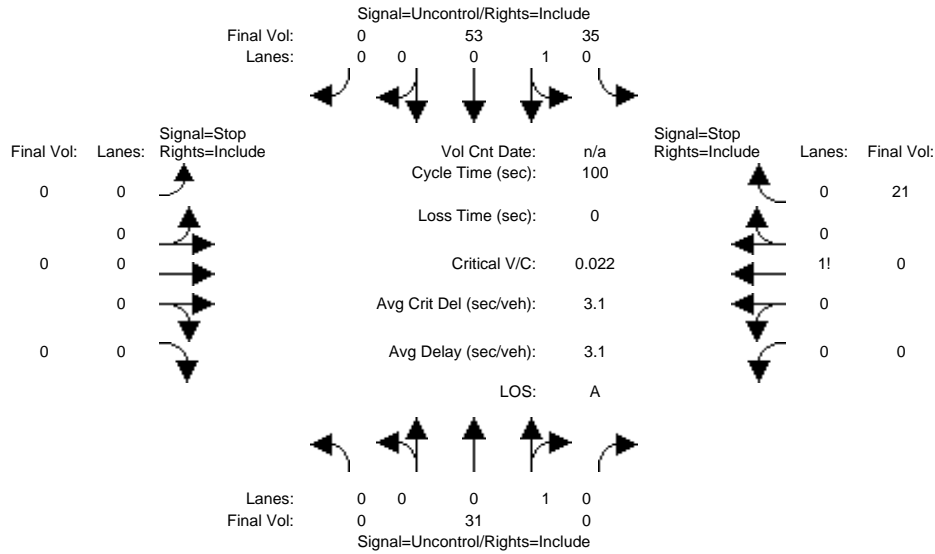 Signal=Uncontrol/Rights=Include
Final Vol: 0 53 35
Lanes: 0 0 0 1 0
Signal=Stop
Final Vol: Lanes: Rights=Include
Vol Cnt Date: n/a
Signal=Stop
Rights=Include Lanes: Final Vol:
Cycle Time (sec): 100
0 0
0 21
Loss Time (sec): 0
0
0
0 0
Critical V/C: 0.022
1! 0
0
Avg Crit Del (sec/veh): 3.1
0
0 0
Avg Delay (sec/veh): 3.1
0 0
LOS: A
Lanes: 0 0 0 1 0
Final Vol: 0 31 0
Signal=Uncontrol/Rights=Include